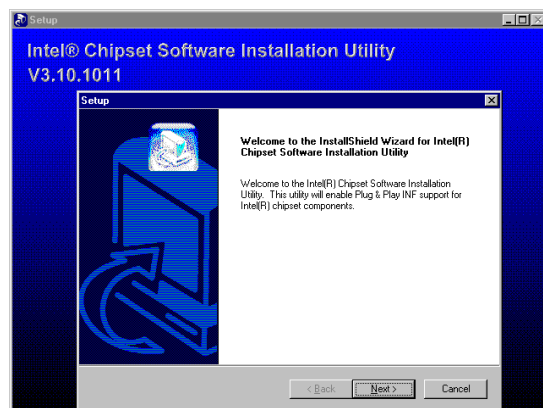 Setup
Intel® Chipset Software Installation Utility
V3.10.1011
Setup
Welcome to the InstallShield Wizard for Intel(R)
Chipset Software Installation Utility
Welcome to the Intel(R) Chipset Software Installation
Utility. This utility will enable Plug & Play INF support for
Intel(R) chipset components.
< Back
Next >
Cancel